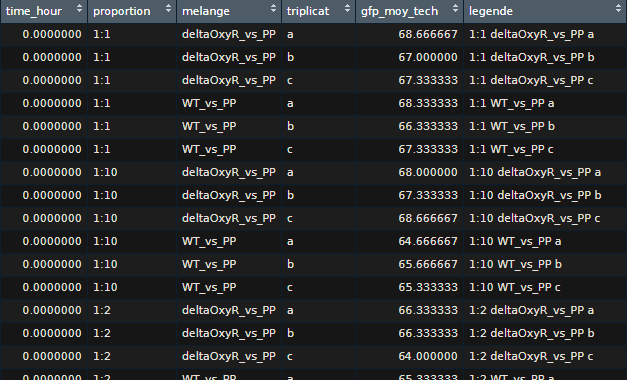 time_hour proportion melange triplicat gfp_moy_tech legende
0.0000000 1:1 deltaOxyR_vs_PP a 68.666667 1:1 deltaOxyR_vs_PP a
0.0000000 1:1 deltaOxyR_vs_PP b 67.000000 1:1 deltaOxyR_vs_PP b
0.0000000 1:1 deltaOxyR_vs_PP c 67.333333 1:1 deltaOxyR_vs_PP c
0.0000000 1:1 WT_vs_PP a 68.333333 1:1 WT_vs_PP a
0.0000000 1:1 WT_vs_PP b 66.333333 1:1 WT_vs_PP b
0.0000000 1:1 WT_vs_PP c 67.333333 1:1 WT_vs_PP c
0.0000000 1:10 deltaOxyR_vs_PP a 68.000000 1:10 deltaOxyR_vs_PP a
0.0000000 1:10 deltaOxyR_vs_PP b 67.333333 1:10 deltaOxyR_vs_PP b
0.0000000 1:10 deltaOxyR_vs_PP c 68.666667 1:10 deltaOxyR_vs_PP c
0.0000000 1:10 WT_vs_PP a 64.666667 1:10 WT_vs_PP a
0.0000000 1:10 WT_vs_PP b 65.666667 1:10 WT_vs_PP b
0.0000000 1:10 WT_vs_PP c 65.333333 1:10 WT_vs_PP c
0.0000000 1:2 deltaOxyR_vs_PP a 66.333333 1:2 deltaOxyR_vs_PP a
0.0000000 1:2 deltaOxyR_vs_PP b 66.333333 1:2 deltaOxyR_vs_PP b
0.0000000 1:2 deltaOxyR_vs_PP c 64.000000 1:2 deltaOxyR_vs_PP c
0.0000000 1:2 WT_vs_PP a 65.333333 1:2 WT_vs_PP a